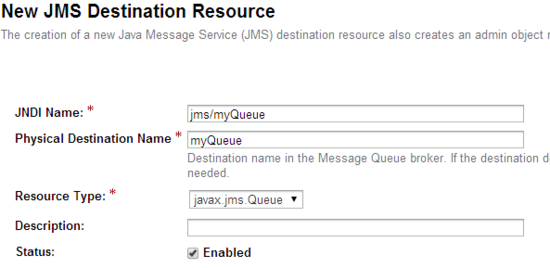 New JMS Destination Resource
The creation of a new Java Message Service (JMS) destination resource also creates an admin object
JNDI Name: * jms/myQueue
Physical Destination Name * myQueue
Destination name in the Message Queue broker. If the destination d
needed.
Resource Type: * javax.jms.Queue
Description:
Status: Enabled